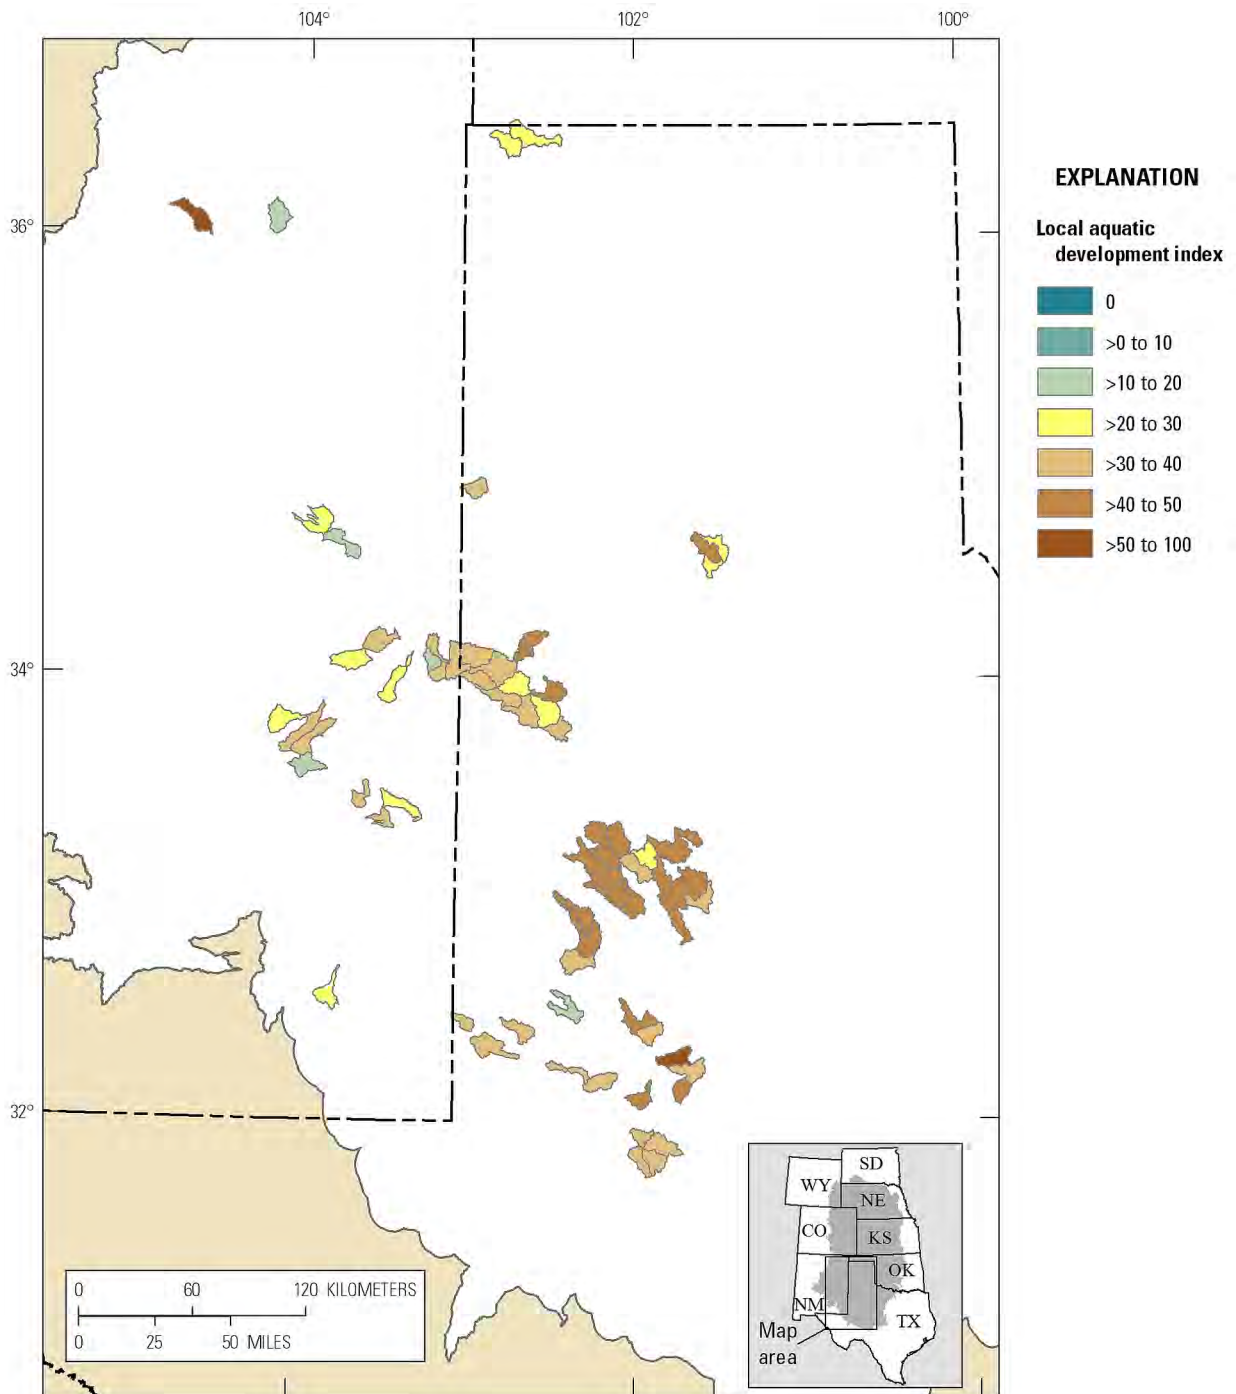 104°
102°
100°
36°
34°
32°
EXPLANATION
Local aquatic
development index
0
>0 to 10
>10 to 20
>20 to 30
>30 to 40
>40 to 50
>50 to 100
0 60 120 KILOMETERS
0 25 50 MILES
SD
WY
NE
CO
KS
OK
NM
TX
Map
area